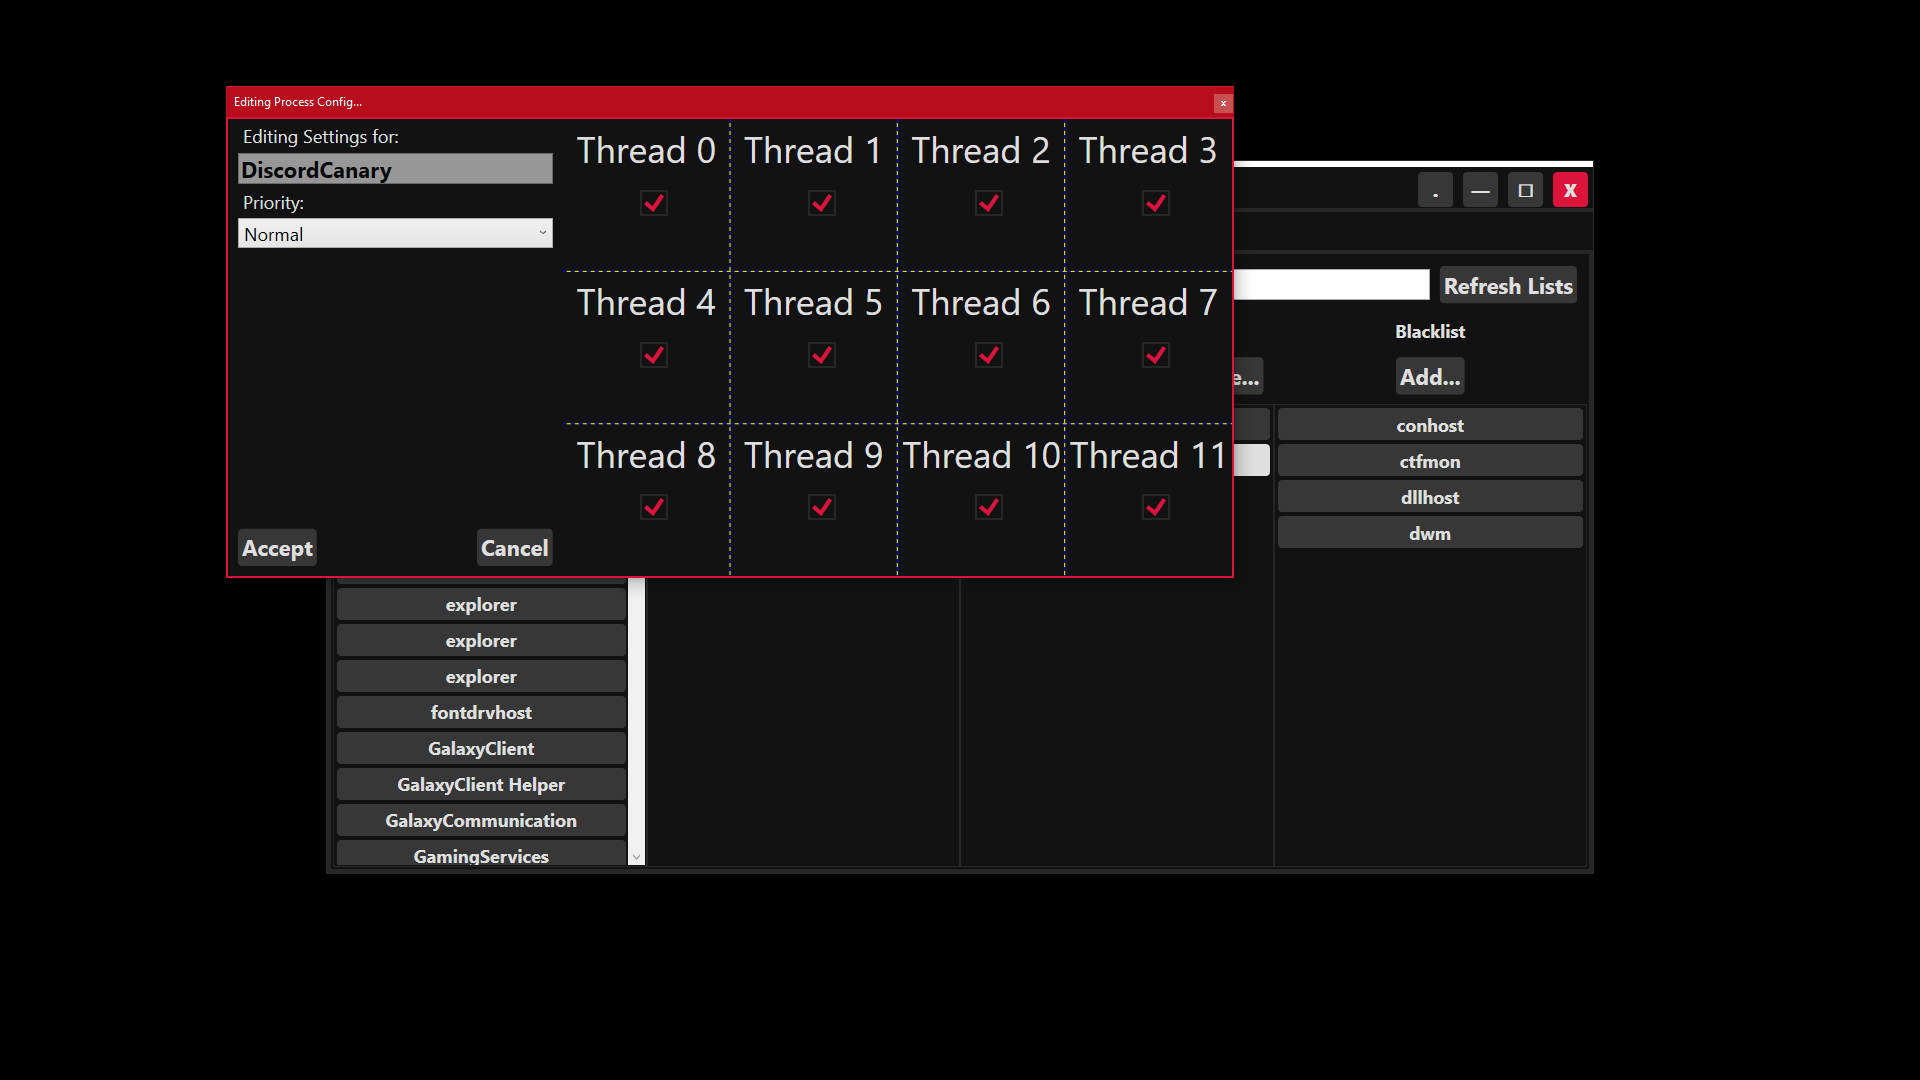 Editing Process Config...
x
Editing Settings for:
DiscordCanary
Priority:
Normal
Accept
Cancel
Thread 0
Thread 1
Thread 2
Thread 3
Thread 4
Thread 5
Thread 6
Thread 7
Thread 8
Thread 9
Thread 10
Thread 11
.
X
Refresh Lists
Blacklist
e...
Add...
conhost
ctfmon
dllhost
dwm
explorer
explorer
explorer
fontdrvhost
GalaxyClient
GalaxyClient Helper
GalaxyCommunication
GamingServices